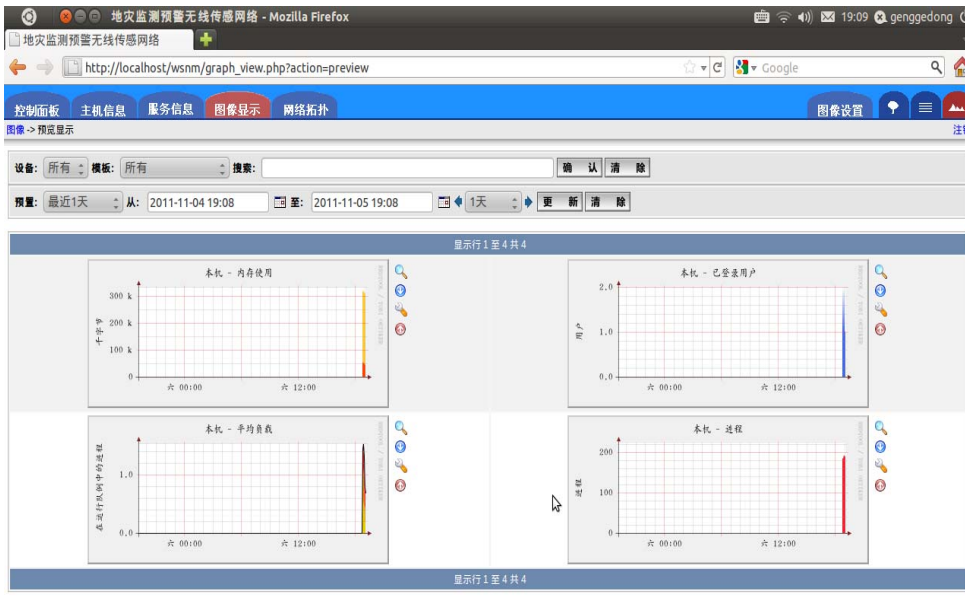 地灾监测预警无线传感网络 - Mozilla Firefox 19:09 genggedong
地灾监测预警无线传感网络
http://localhost/wsnm/graph_view.php?action=preview Google
控制面板 主机信息 服务信息 图像显示 网络拓扑 图像设置
图像 -> 预览显示
设备: 所有 模板: 所有 搜索: 确 认 清 除
预置: 最近1天 从: 2011-11-04 19:08 至: 2011-11-05 19:08 1天 更 新 清 除
显示行 1 至 4 共 4
本机 - 内存使用
千字节
300 k
200 k
100 k
0
六 00:00 六 12:00
本机 - 已登录用户
用户
2.0
1.0
0.0
六 00:00 六 12:00
本机 - 平均负载
在运行队列中的进程
1.0
0.0
六 00:00 六 12:00
本机 - 进程
进程
200
100
0
六 00:00 六 12:00
显示行 1 至 4 共 4